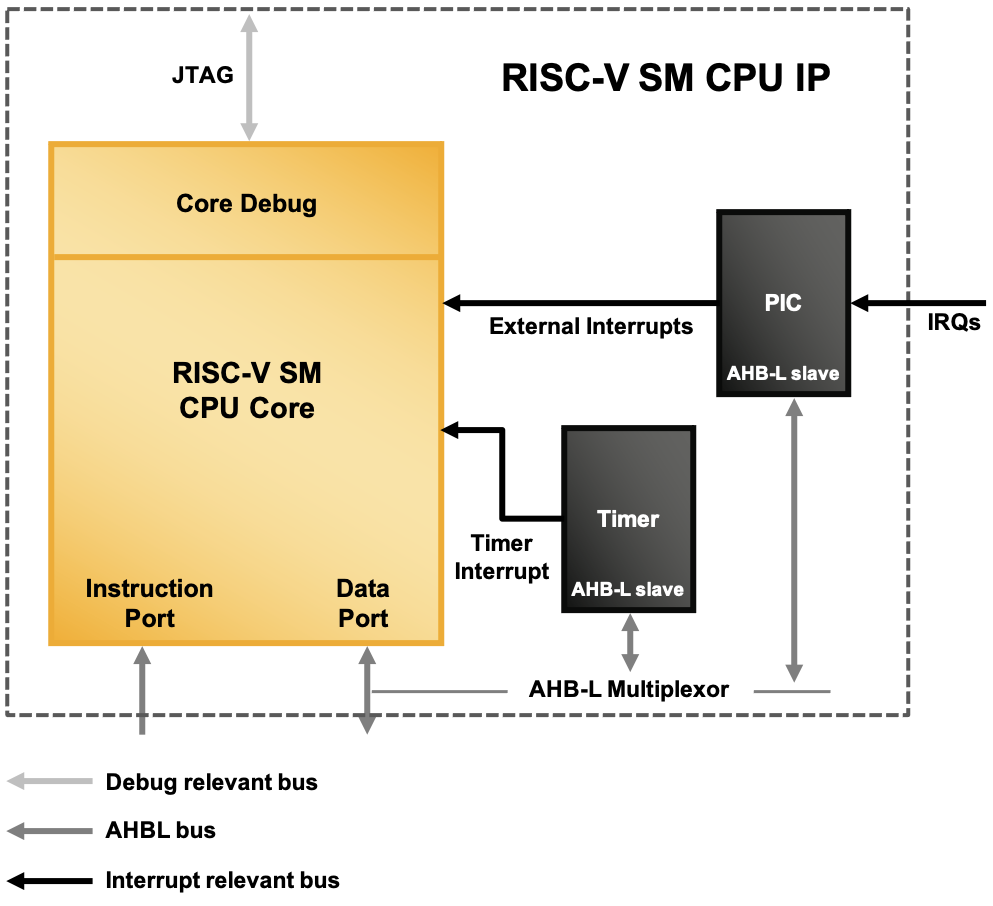 JTAG
RISC-V SM CPU IP
Core Debug
PIC
External Interrupts
IRQs
RISC-V SM
CPU Core
AHB-L slave
Timer
Timer
Interrupt
AHB-L slave
Instruction
Port
Data
Port
AHB-L Multiplexor
Debug relevant bus
AHBL bus
Interrupt relevant bus